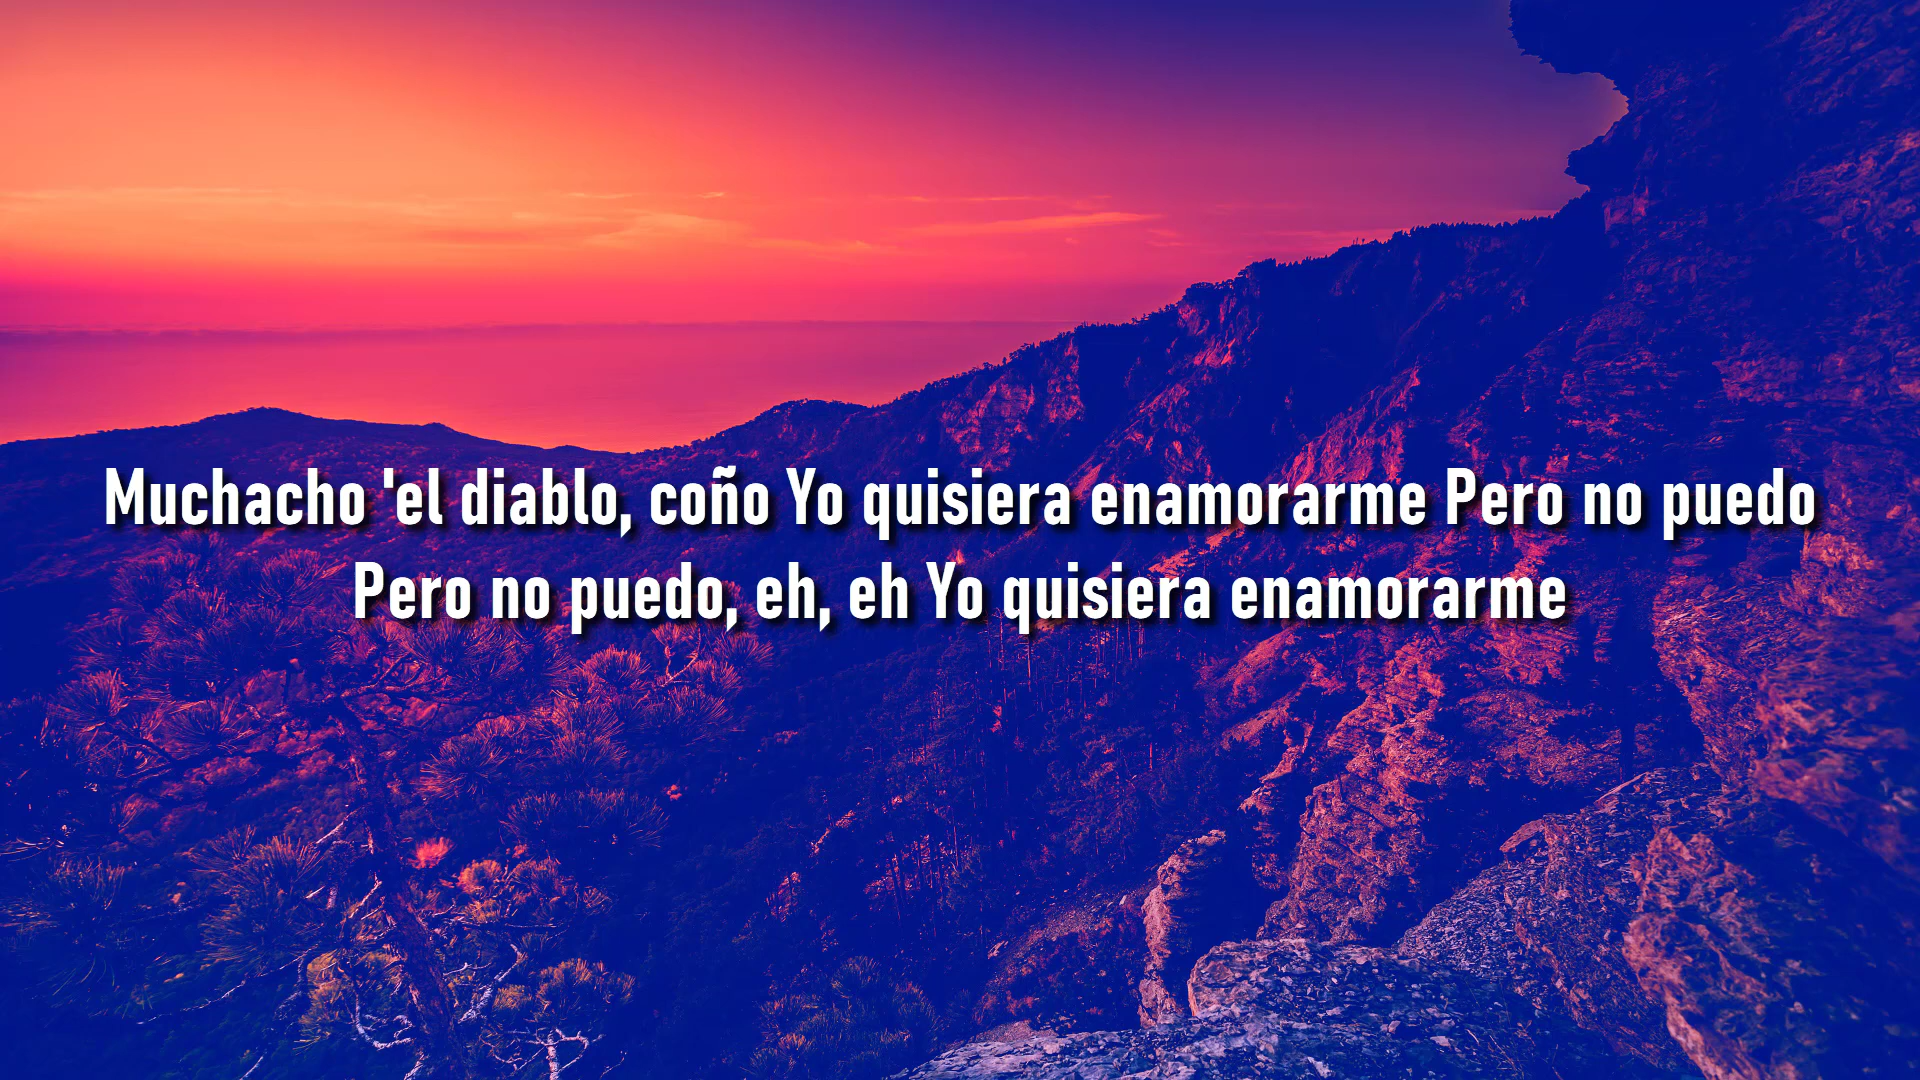 Muchacho 'el diablo, coño Yo quisiera enamorarme Pero no puedo
Pero no puedo, eh, eh Yo quisiera enamorarme